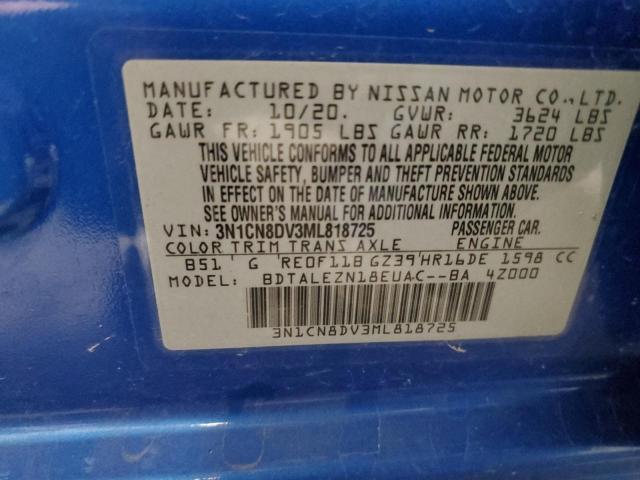 MANUFACTURED BY NISSAN MOTOR CO.,LTD.
DATE: 10/20. GVWR: 3624 LBS
GAWR FR: 1905 LBS GAWR RR: 1720 LBS
THIS VEHICLE CONFORMS TO ALL APPLICABLE FEDERAL MOTOR
VEHICLE SAFETY, BUMPER AND THEFT PREVENTION STANDARDS
IN EFFECT ON THE DATE OF MANUFACTURE SHOWN ABOVE.
SEE OWNER'S MANUAL FOR ADDITIONAL INFORMATION.
VIN: 3N1CN8DV3ML818725 PASSENGER CAR.
COLOR TRIM TRANS AXLE ENGINE
B51 G RE0F11B GZ39 HR16DE 1598 CC
MODEL: BDTALEZN18EUAC--BA 4Z000
3N1CN8DV3ML818725